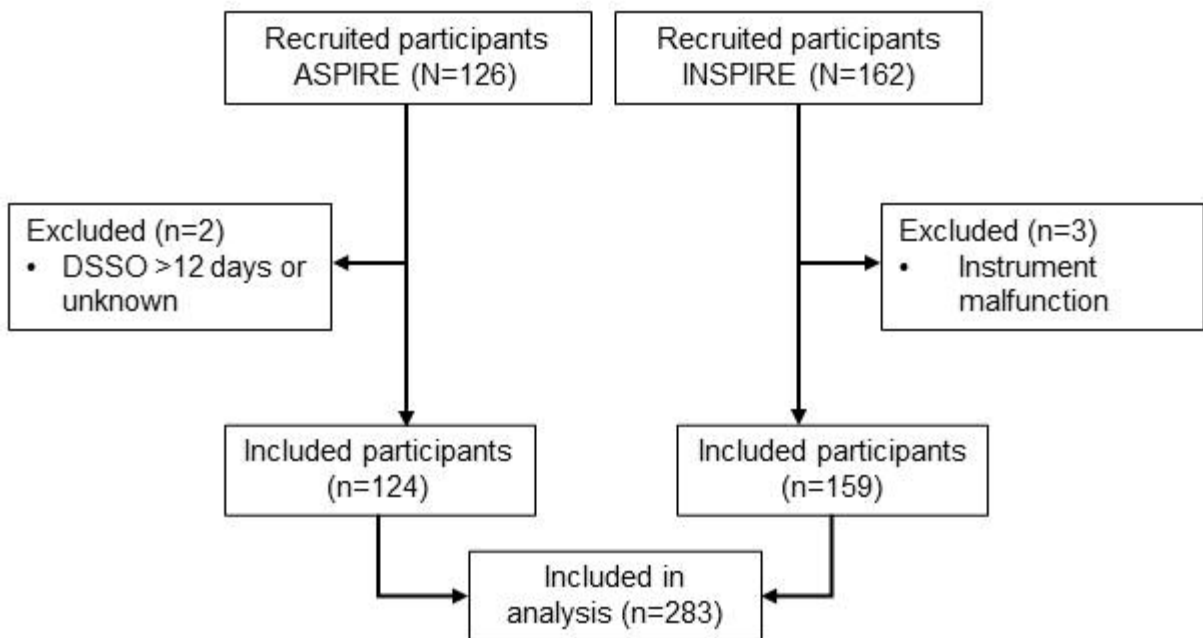 Recruited participants
ASPIRE (N=126)
Recruited participants
INSPIRE (N=162)
Excluded (n=2)
• DSSO >12 days or
unknown
Excluded (n=3)
• Instrument
malfunction
Included participants
(n=124)
Included participants
(n=159)
Included in
analysis (n=283)